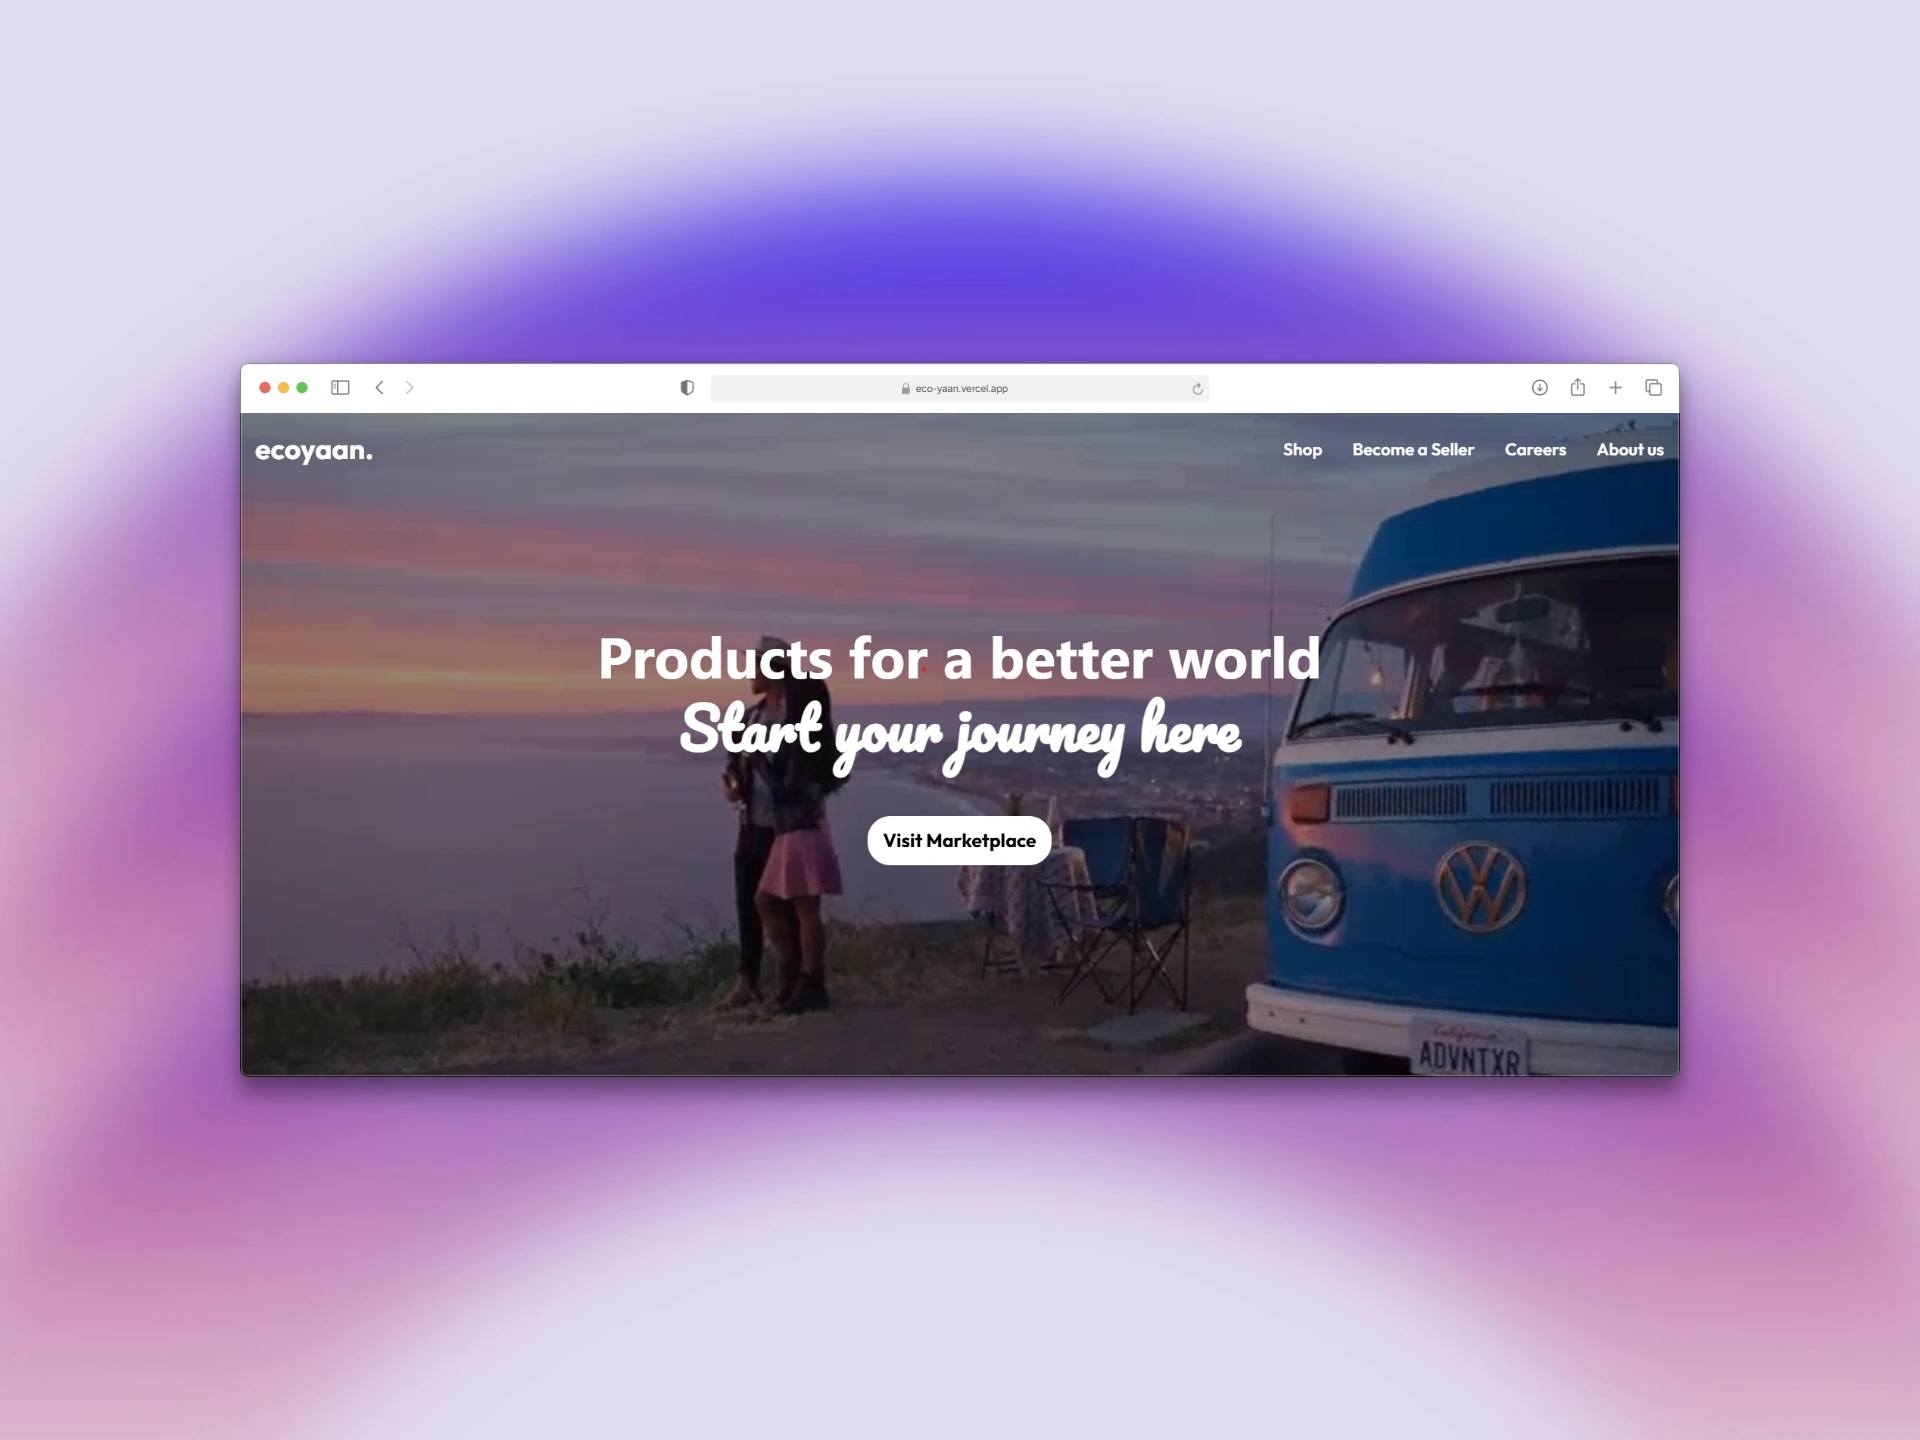 eco-yaan.vercel.app
ecoyaan.
Shop Become a Seller Careers About us
Products for a better world
Start your journey here
Visit Marketplace
California
ADVNTXR